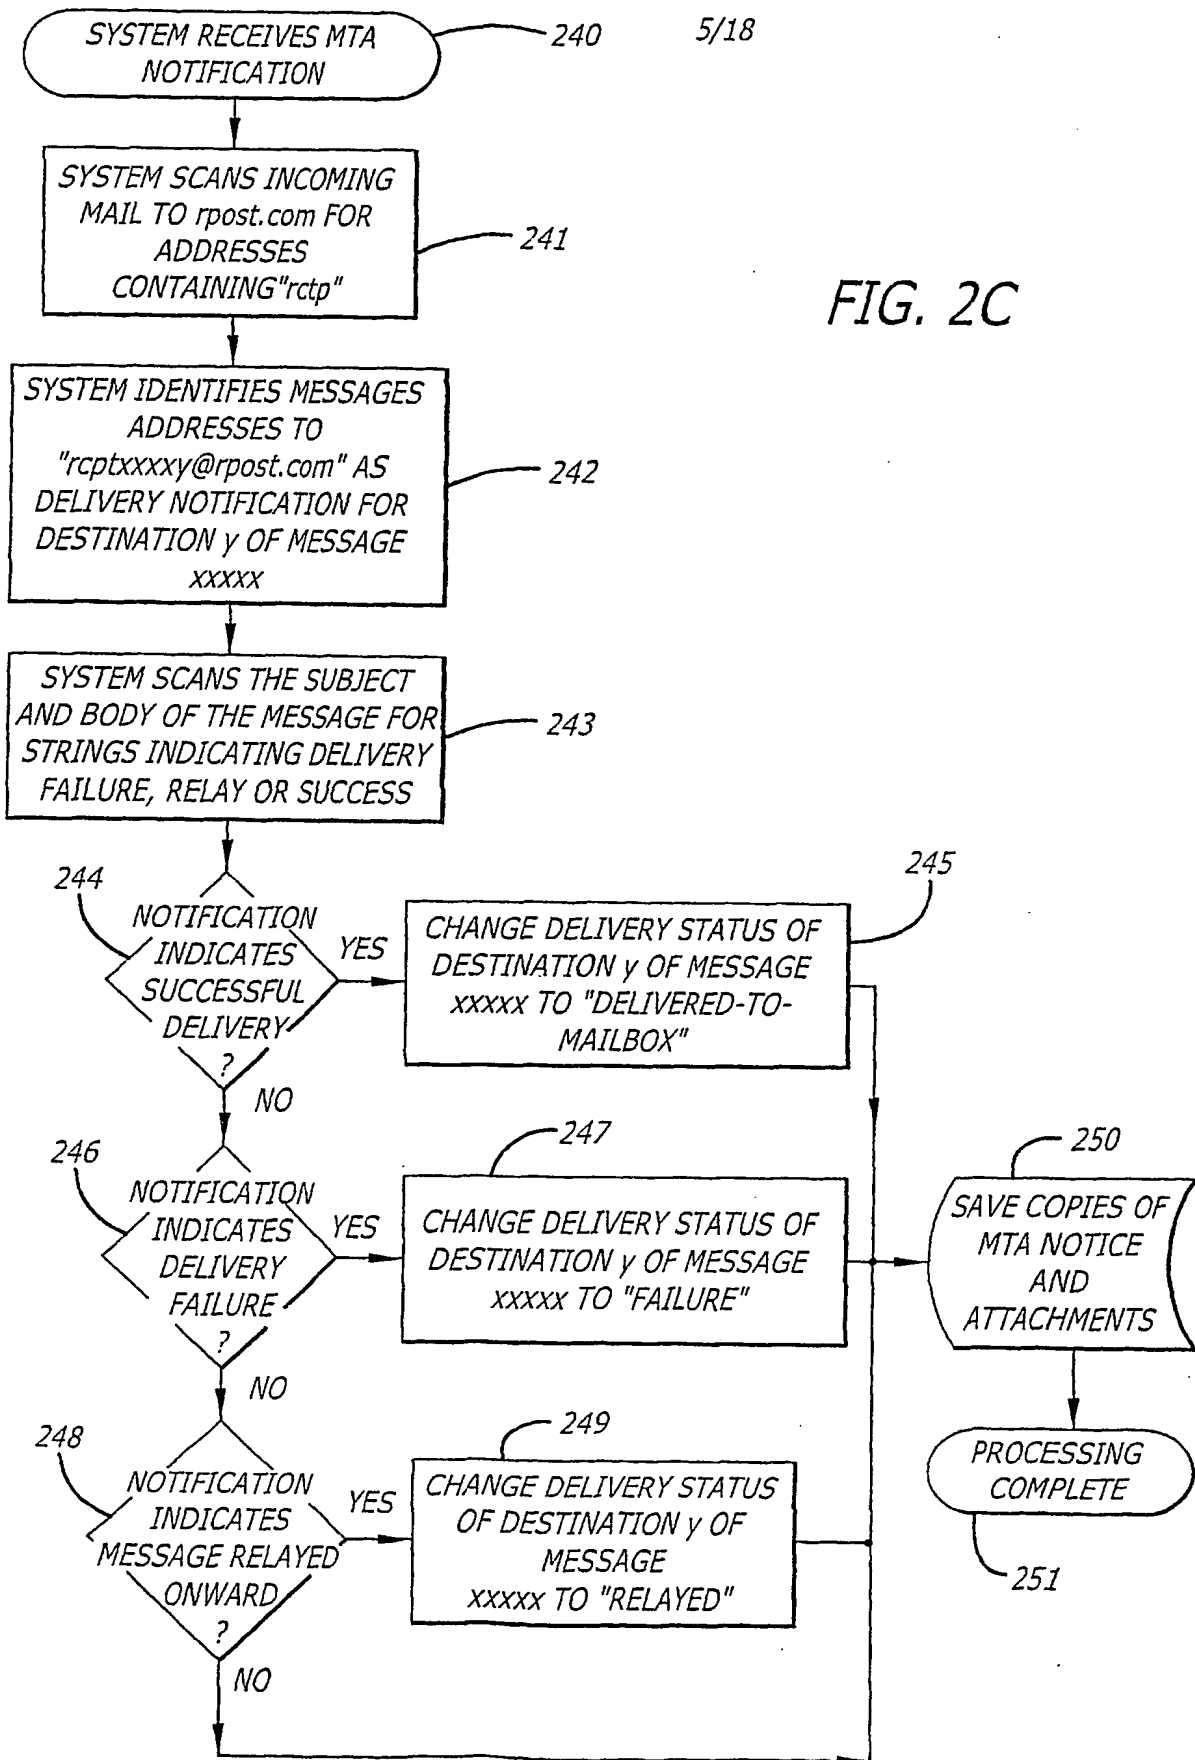 SYSTEM RECEIVES MTA
NOTIFICATION
240
5/18
SYSTEM SCANS INCOMING
MAIL TO rpost.com FOR
ADDRESSES
CONTAINING"rctp"
241
FIG. 2C
SYSTEM IDENTIFIES MESSAGES
ADDRESSES TO
"rcptxxxxy@rpost.com" AS
DELIVERY NOTIFICATION FOR
DESTINATION y OF MESSAGE
xxxxx
242
SYSTEM SCANS THE SUBJECT
AND BODY OF THE MESSAGE FOR
STRINGS INDICATING DELIVERY
FAILURE, RELAY OR SUCCESS
243
244
NOTIFICATION
INDICATES
SUCCESSFUL
DELIVERY
?
YES
NO
245
CHANGE DELIVERY STATUS OF
DESTINATION y OF MESSAGE
xxxxx TO "DELIVERED-TO-
MAILBOX"
246
NOTIFICATION
INDICATES
DELIVERY
FAILURE
?
YES
NO
247
CHANGE DELIVERY STATUS OF
DESTINATION y OF MESSAGE
xxxxx TO "FAILURE"
250
SAVE COPIES OF
MTA NOTICE
AND
ATTACHMENTS
248
NOTIFICATION
INDICATES
MESSAGE RELAYED
ONWARD
?
YES
NO
249
CHANGE DELIVERY STATUS
OF DESTINATION y OF
MESSAGE
xxxxx TO "RELAYED"
PROCESSING
COMPLETE
251